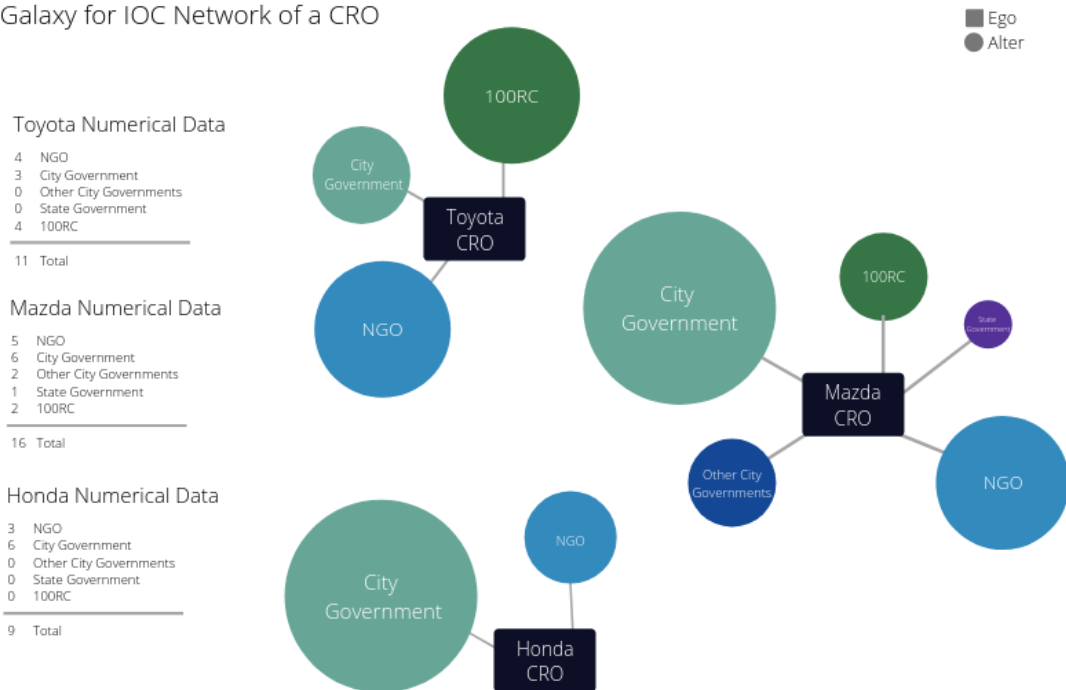 Galaxy for IOC Network of a CRO
Ego
Alter
Toyota Numerical Data
4 NGO
3 City Government
0 Other City Governments
0 State Government
4 100RC
11 Total
Mazda Numerical Data
5 NGO
6 City Government
2 Other City Governments
1 State Government
2 100RC
16 Total
Honda Numerical Data
3 NGO
6 City Government
0 Other City Governments
0 State Government
0 100RC
9 Total
100RC
City
Government
Toyota
CRO
NGO
City
Government
100RC
State
Government
Mazda
CRO
Other City
Governments
NGO
City
Government
NGO
Honda
CRO